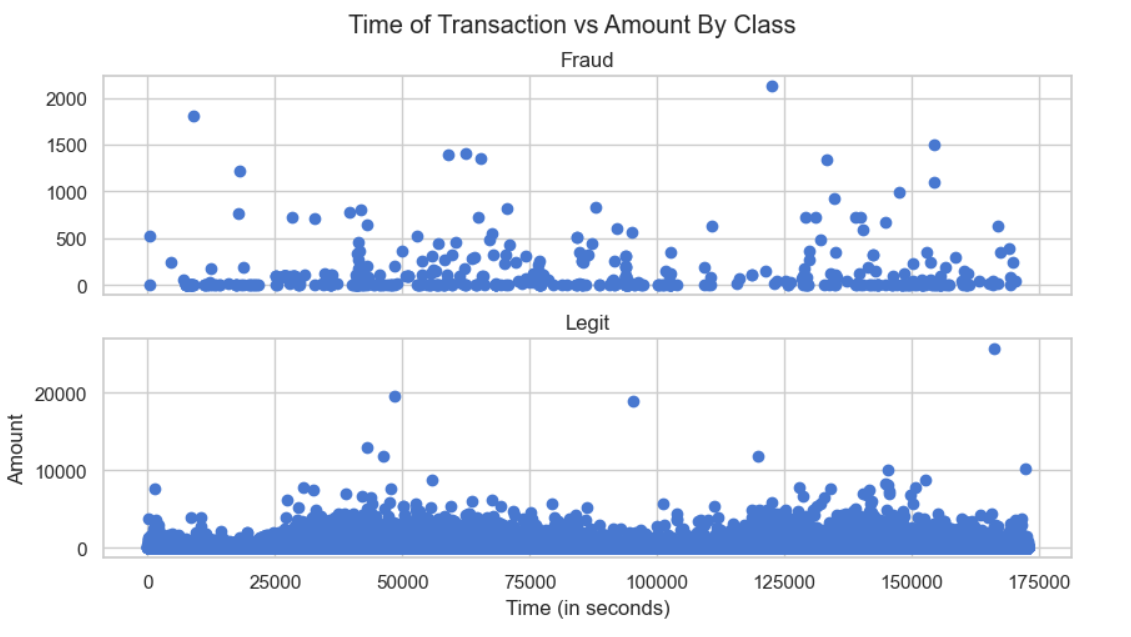 Time of Transaction vs Amount By Class
Fraud
2000
1500
1000
500
0
Legit
20000
10000
0
Amount
0 25000 50000 75000 100000 125000 150000 175000
Time (in seconds)